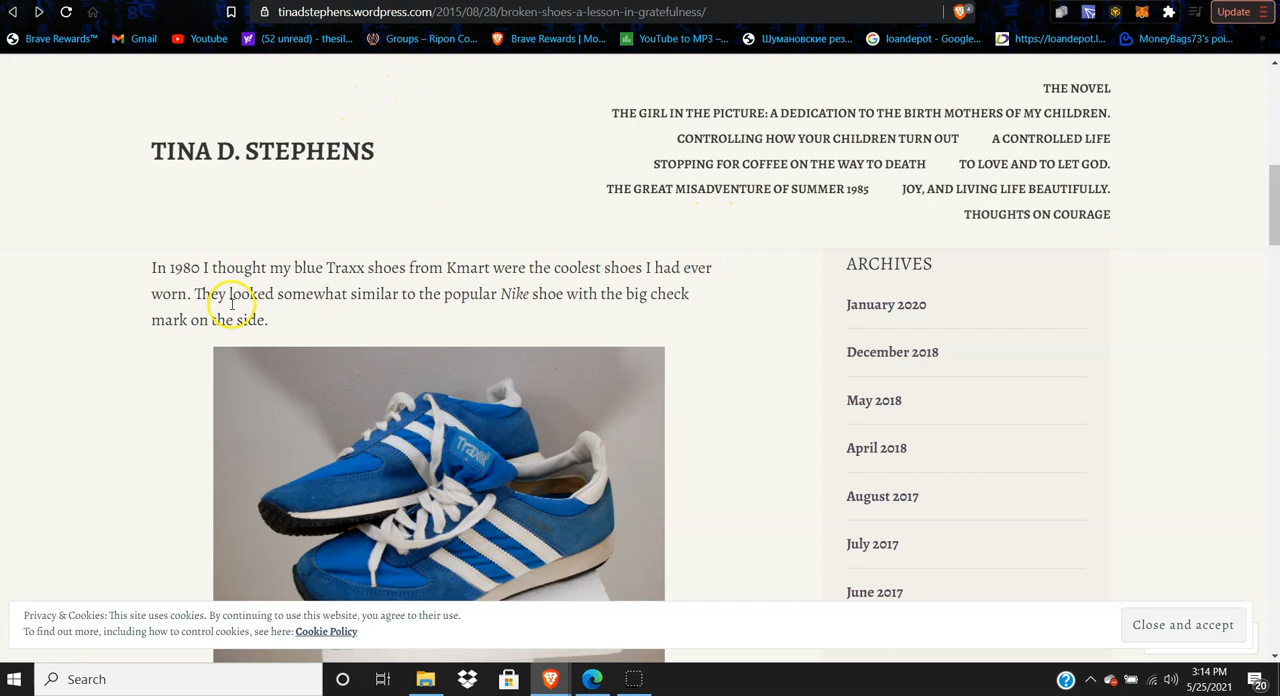 tinadstephens.wordpress.com/2015/08/28/broken-shoes-a-lesson-in-gratefulness/
4
Update
Brave Rewards™
Gmail
Youtube
(52 unread) - thesil...
Groups – Ripon Co...
Brave Rewards | Mo...
YouTube to MP3 –...
Шумановские рез...
loandepot - Google...
https://loandepot.l...
MoneyBags73's poi...
»
THE NOVEL
THE GIRL IN THE PICTURE: A DEDICATION TO THE BIRTH MOTHERS OF MY CHILDREN.
TINA D. STEPHENS
CONTROLLING HOW YOUR CHILDREN TURN OUT
A CONTROLLED LIFE
STOPPING FOR COFFEE ON THE WAY TO DEATH
TO LOVE AND TO LET GOD.
THE GREAT MISADVENTURE OF SUMMER 1985
JOY, AND LIVING LIFE BEAUTIFULLY.
THOUGHTS ON COURAGE
In 1980 I thought my blue Traxx shoes from Kmart were the coolest shoes I had ever
worn. They looked somewhat similar to the popular Nike shoe with the big check
mark on the side.
Traxx
ARCHIVES
January 2020
December 2018
May 2018
April 2018
August 2017
July 2017
June 2017
Privacy & Cookies: This site uses cookies. By continuing to use this website, you agree to their use.
To find out more, including how to control cookies, see here: Cookie Policy
Close and accept
Search
3:14 PM
5/25/2021
20